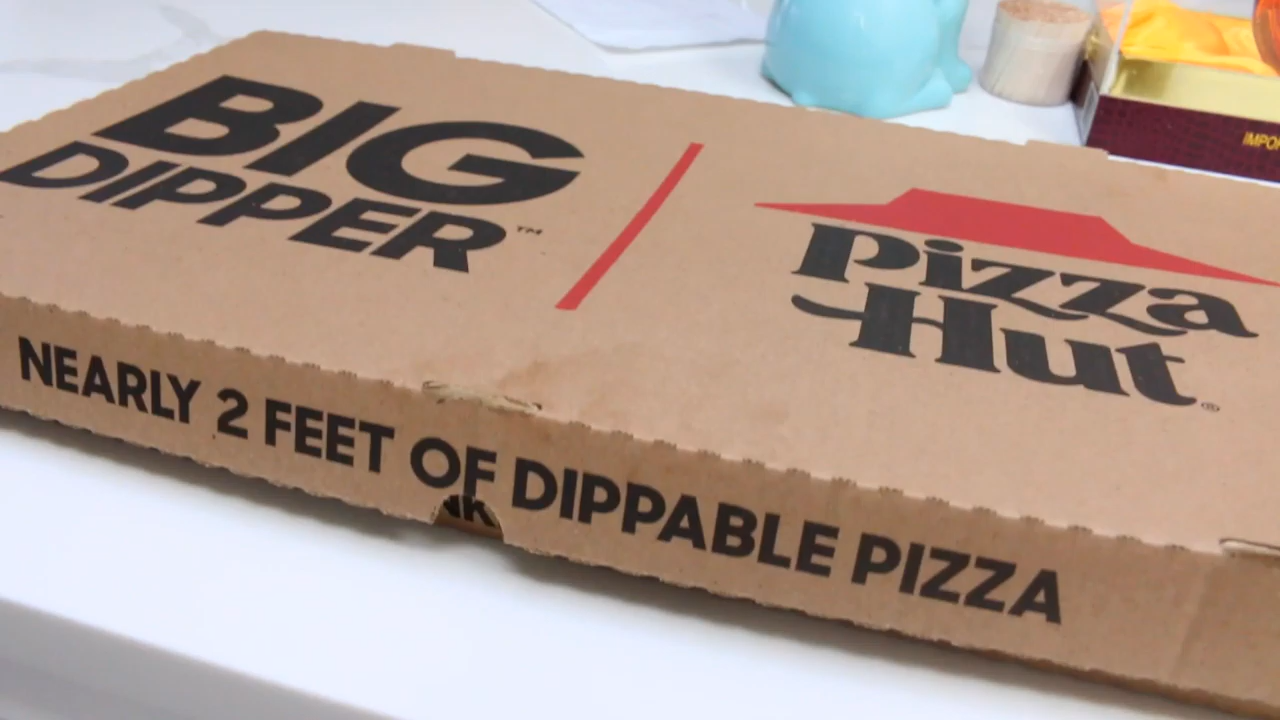 BIG
DIPPER™
Pizza
Hut®
NEARLY 2 FEET OF DIPPABLE PIZZA